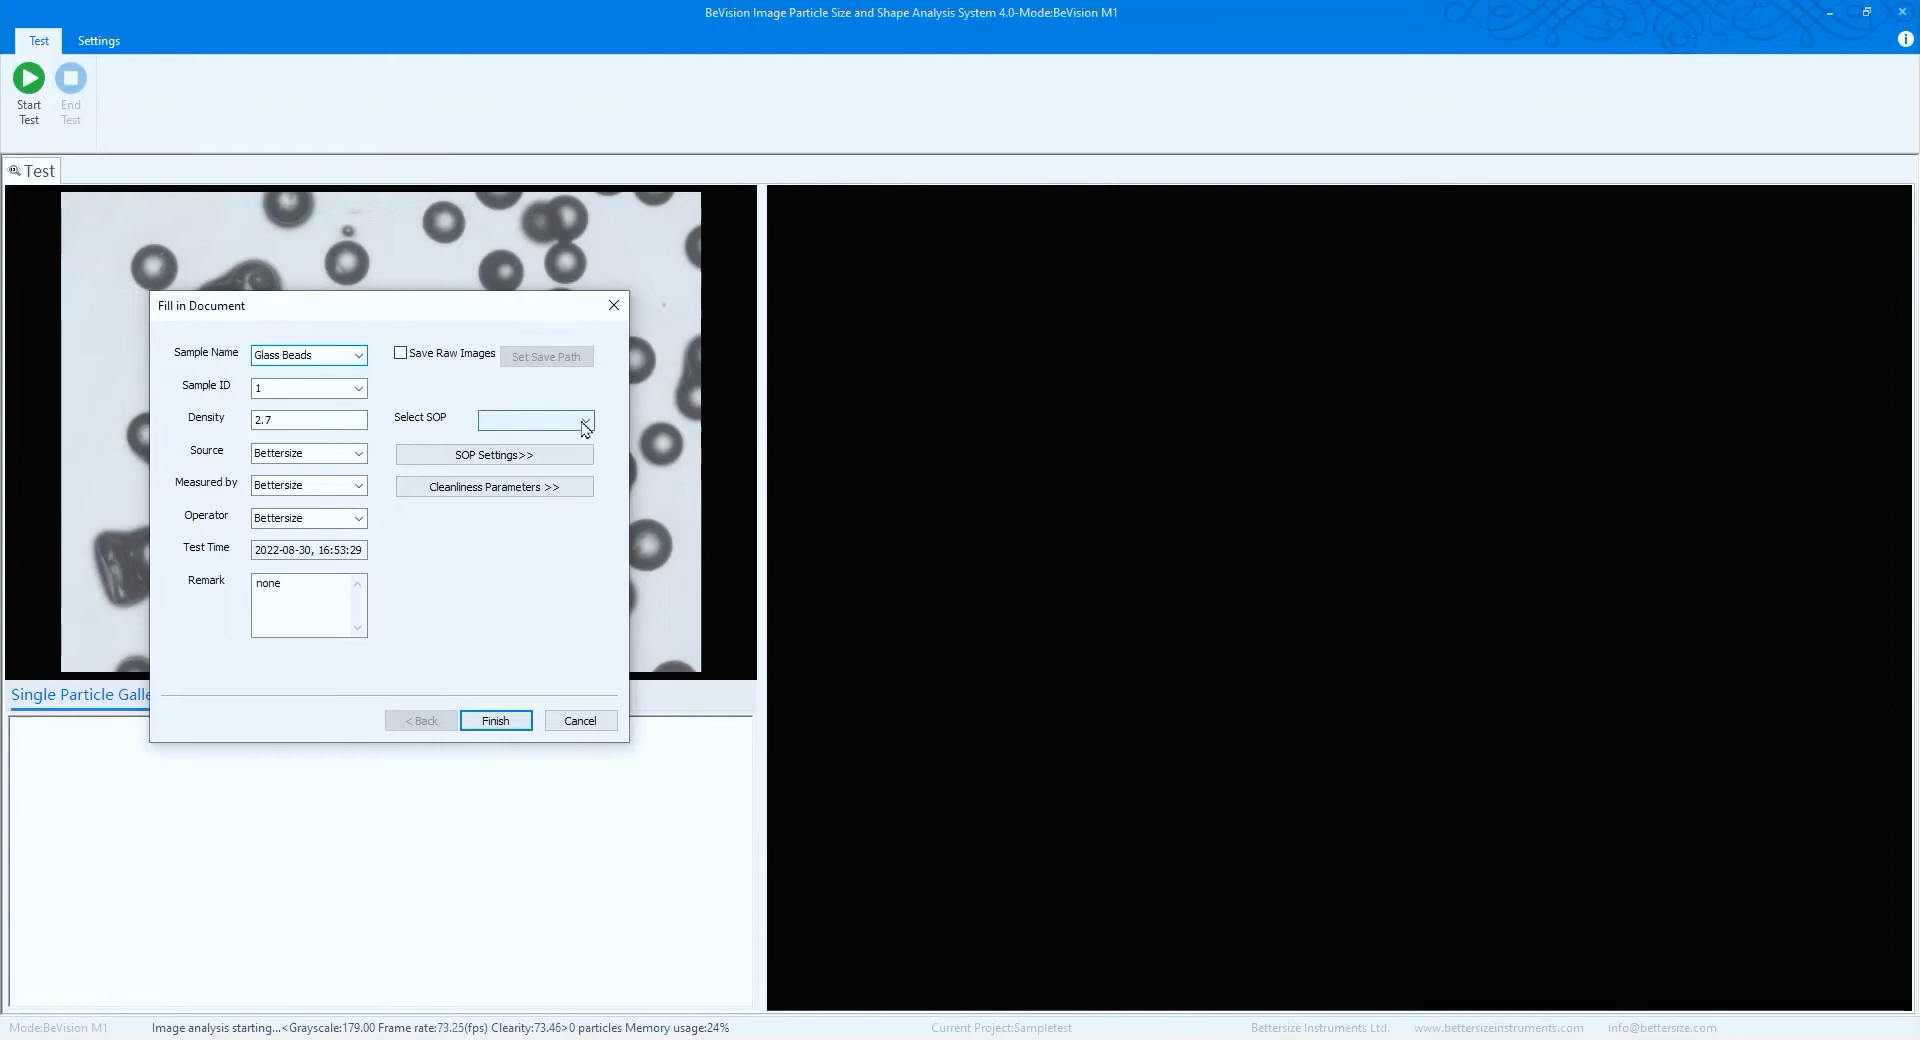 BeVision Image Particle Size and Shape Analysis System 4.0-Mode:BeVision M1
Test Settings
Start Test
End Test
Test
Fill in Document
Sample Name Glass Beads
Save Raw Images Set Save Path
Sample ID 1
Density 2.7
Select SOP
Source Bettersize
SOP Settings>>
Measured by Bettersize
Cleanliness Parameters >>
Operator Bettersize
Test Time 2022-08-30, 16:53:29
Remark none
Single Particle Galle
< Back Finish Cancel
Mode:BeVision M1 Image analysis starting...<Grayscale:179.00 Frame rate:73.25(fps) Clearity:73.46>0 particles Memory usage:24% Current Project:Sampletest Bettersize Instruments Ltd. www.bettersizeinstruments.com info@bettersize.com